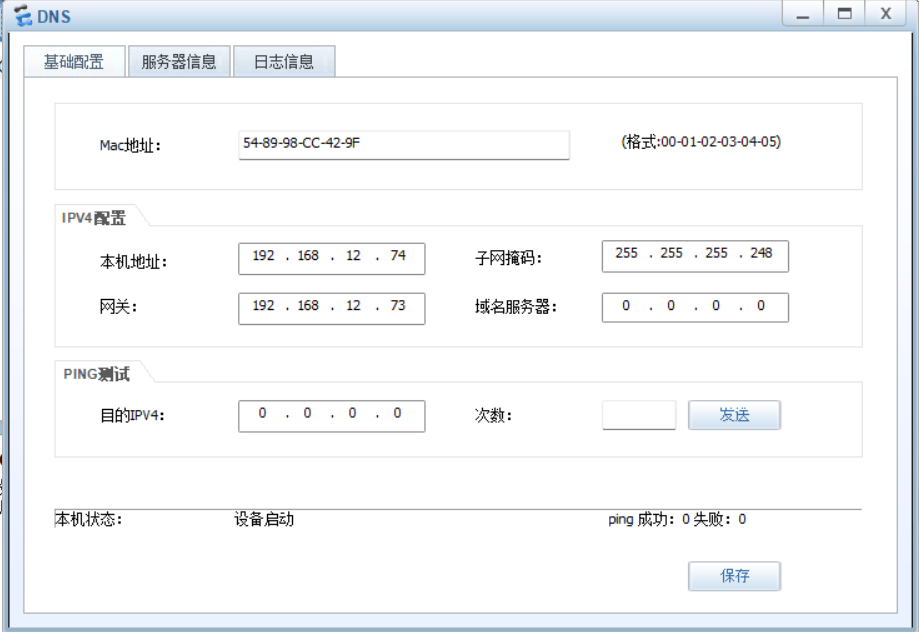 DNS
基础配置 服务器信息 日志信息
Mac地址: 54-89-98-CC-42-9F (格式:00-01-02-03-04-05)
IPV4配置
本机地址: 192 . 168 . 12 . 74 子网掩码: 255 . 255 . 255 . 248
网关: 192 . 168 . 12 . 73 域名服务器: 0 . 0 . 0 . 0
PING测试
目的IPV4: 0 . 0 . 0 . 0 次数: 发送
本机状态: 设备启动 ping 成功: 0 失败: 0
保存